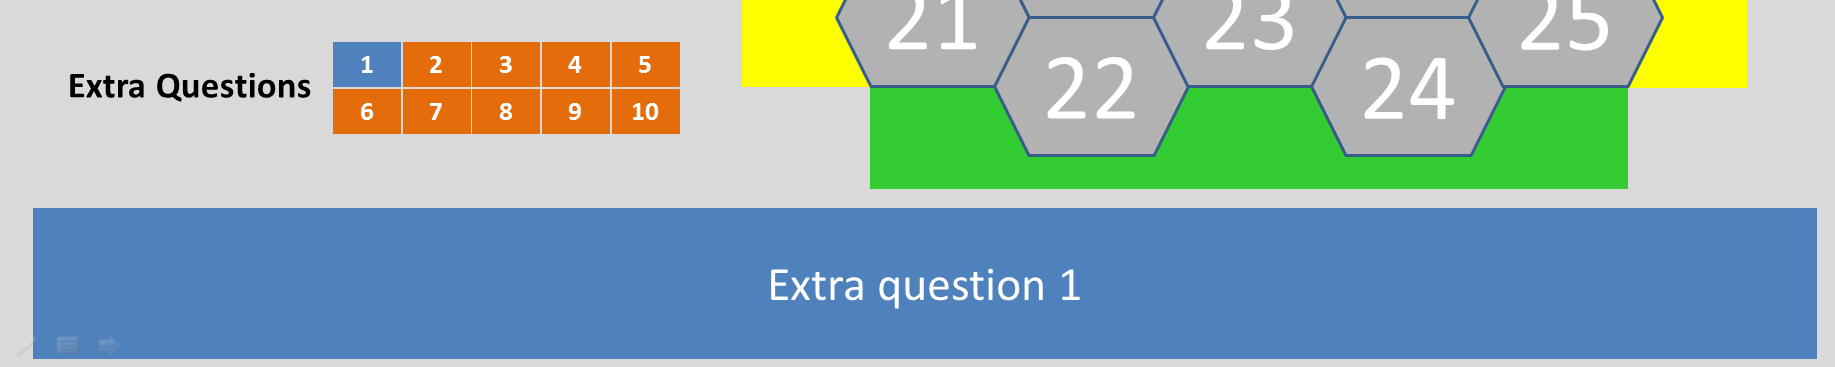 21 23 25
22 24
Extra Questions
1 2 3 4 5
6 7 8 9 10
Extra question 1